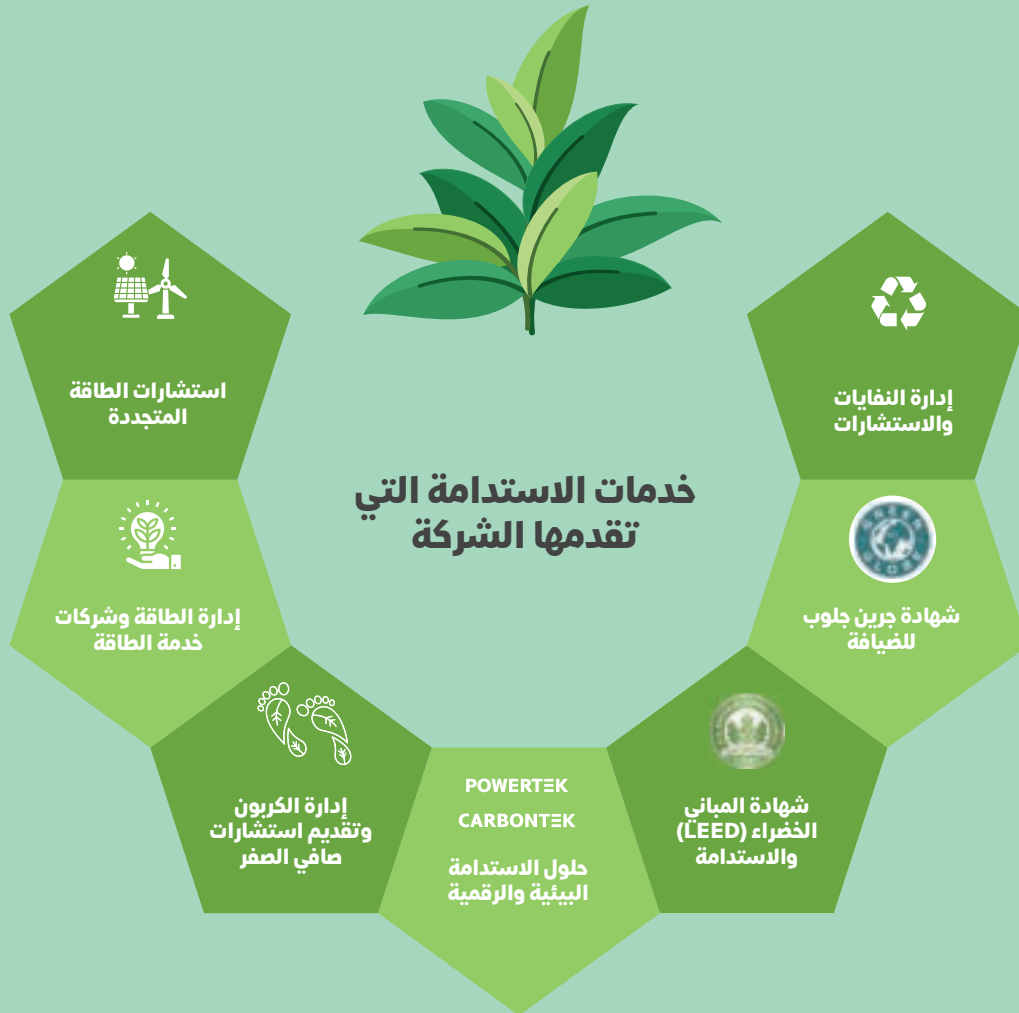 خدمات الاستدامة التي
تقدمها الشركة
إدارة النفايات
والاستشارات
شهادة جرين جلوب
للضيافة
شهادة المباني
الخضراء (LEED)
والاستدامة
POWERTEK
CARBONTEK
حلول الاستدامة
البيئية والرقمية
إدارة الكربون
وتقديم استشارات
صافي الصفر
إدارة الطاقة وشركات
خدمة الطاقة
استشارات الطاقة
المتجددة